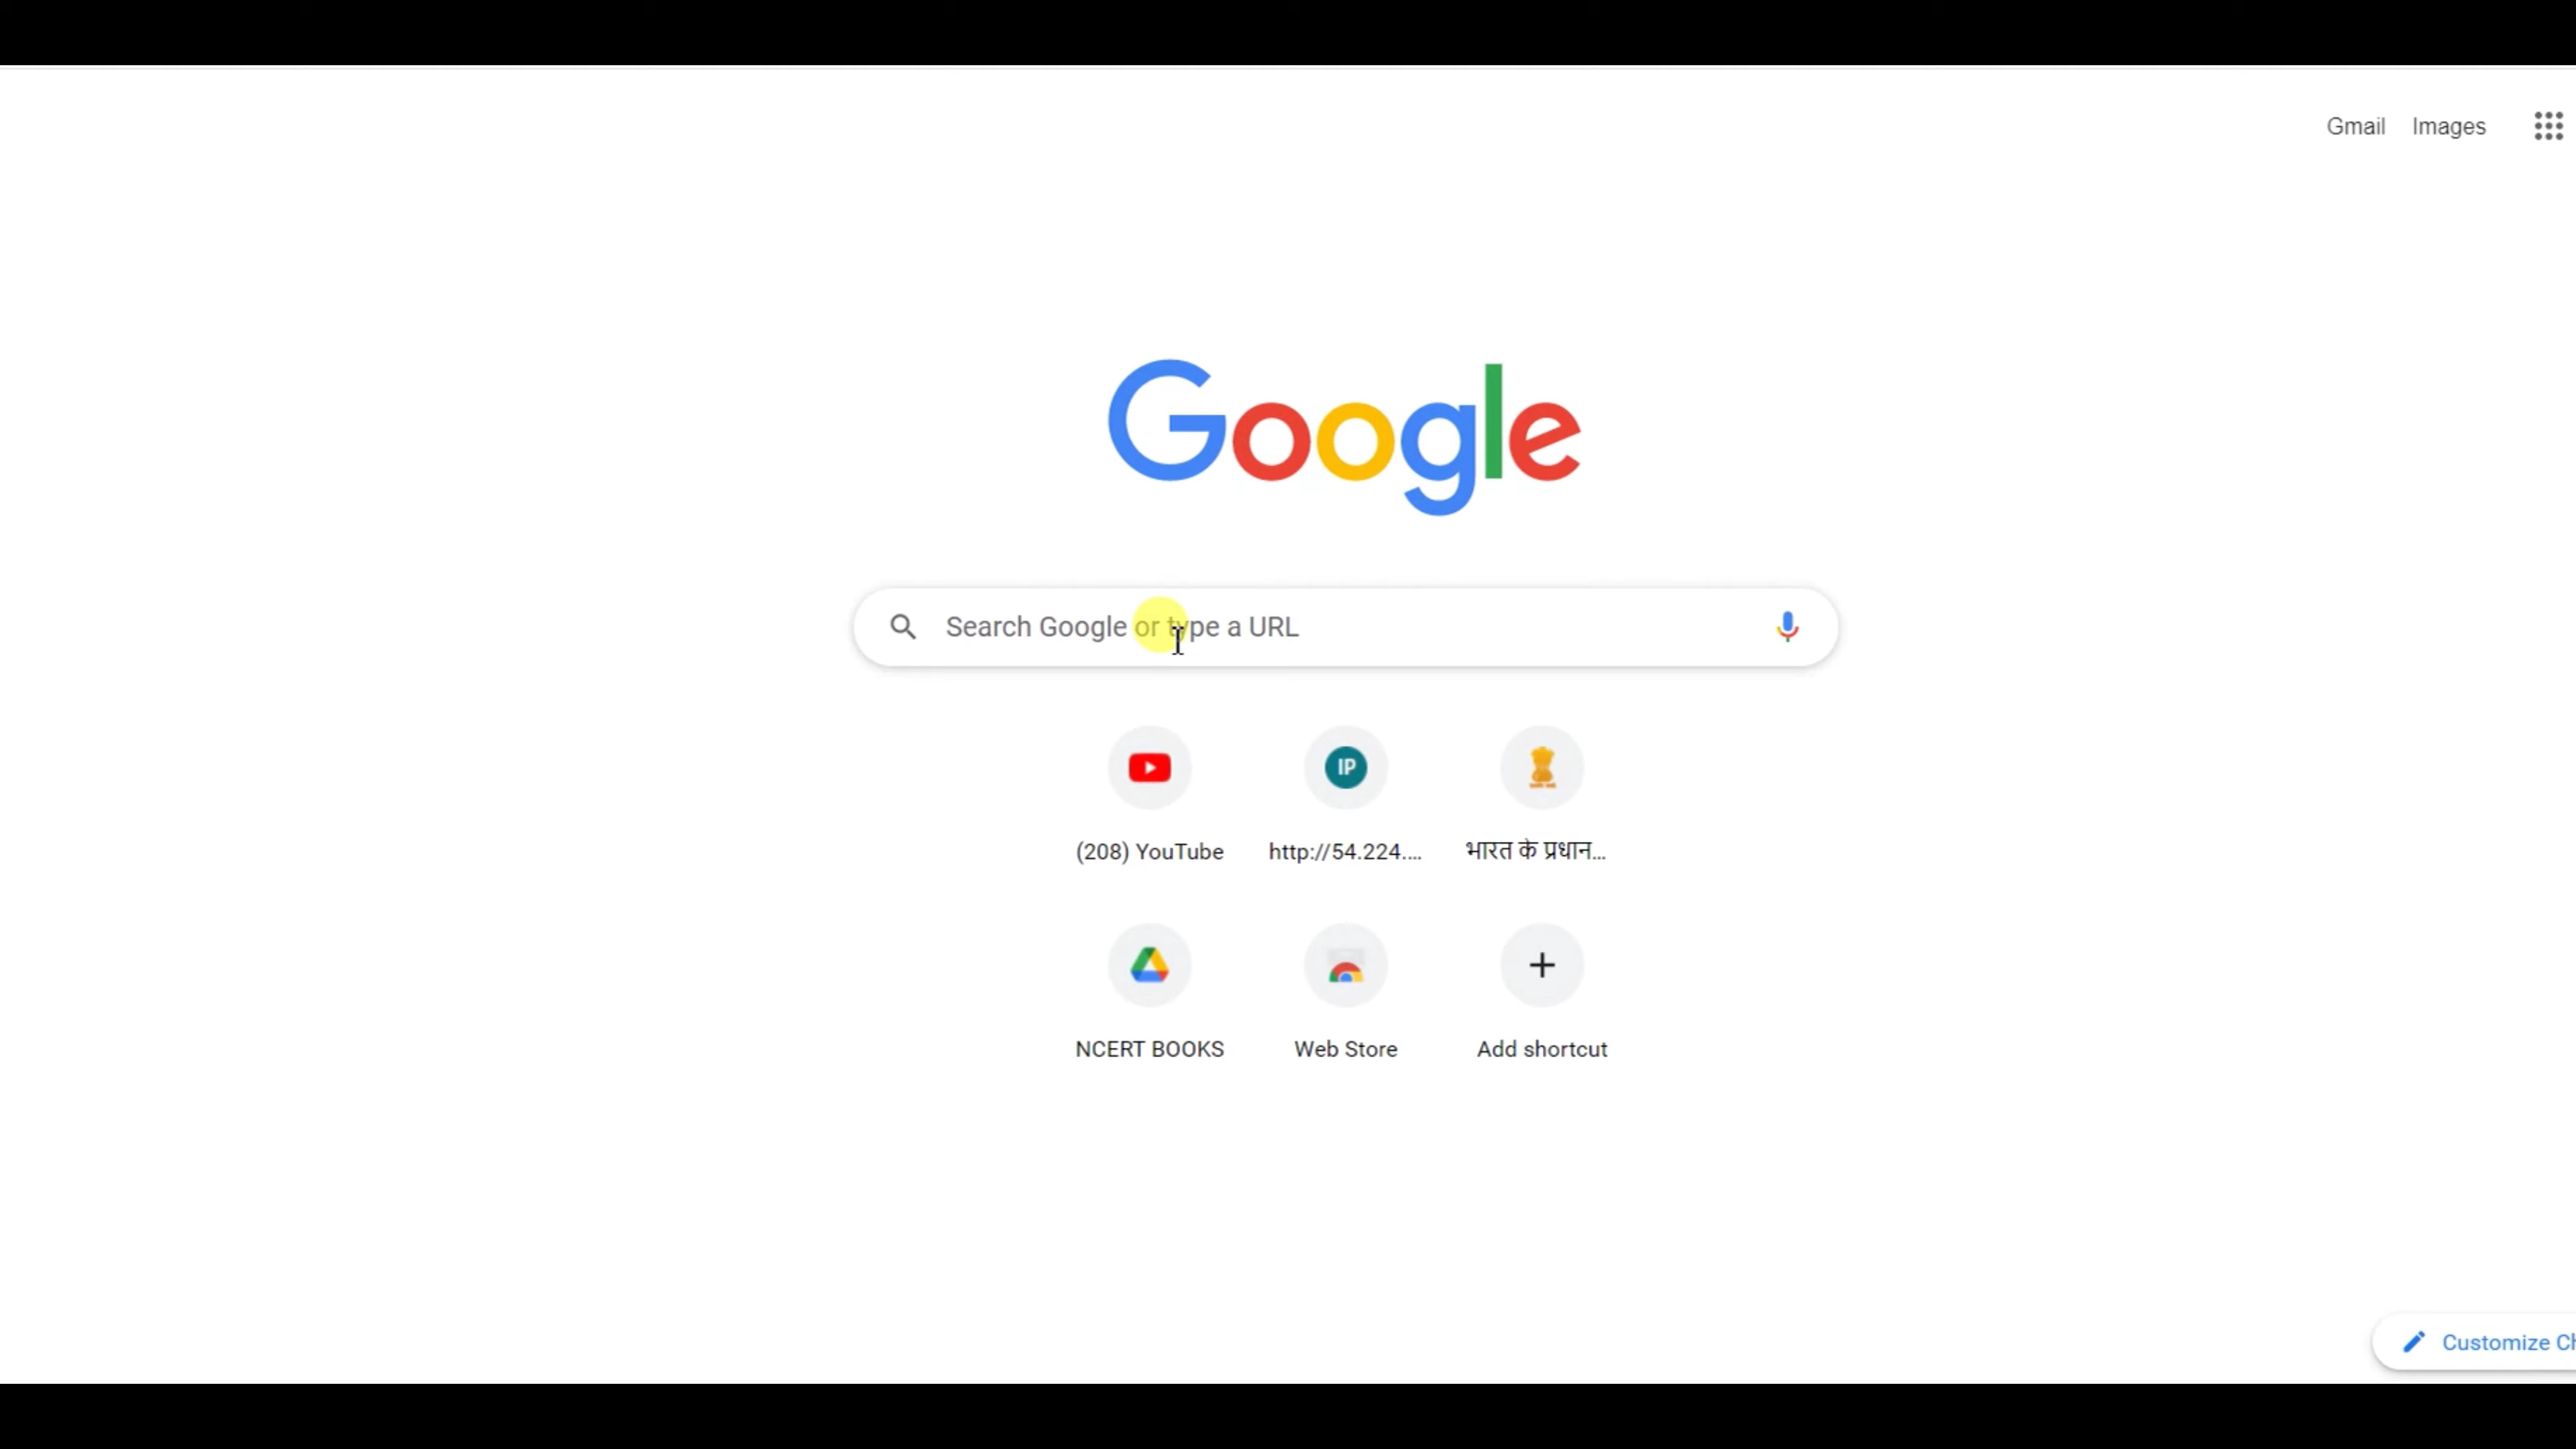 Gmail Images
Google
Search Google or type a URL
IP
(208) YouTube http://54.224.... भारत के प्रधान...
NCERT BOOKS Web Store Add shortcut
Customize Ch